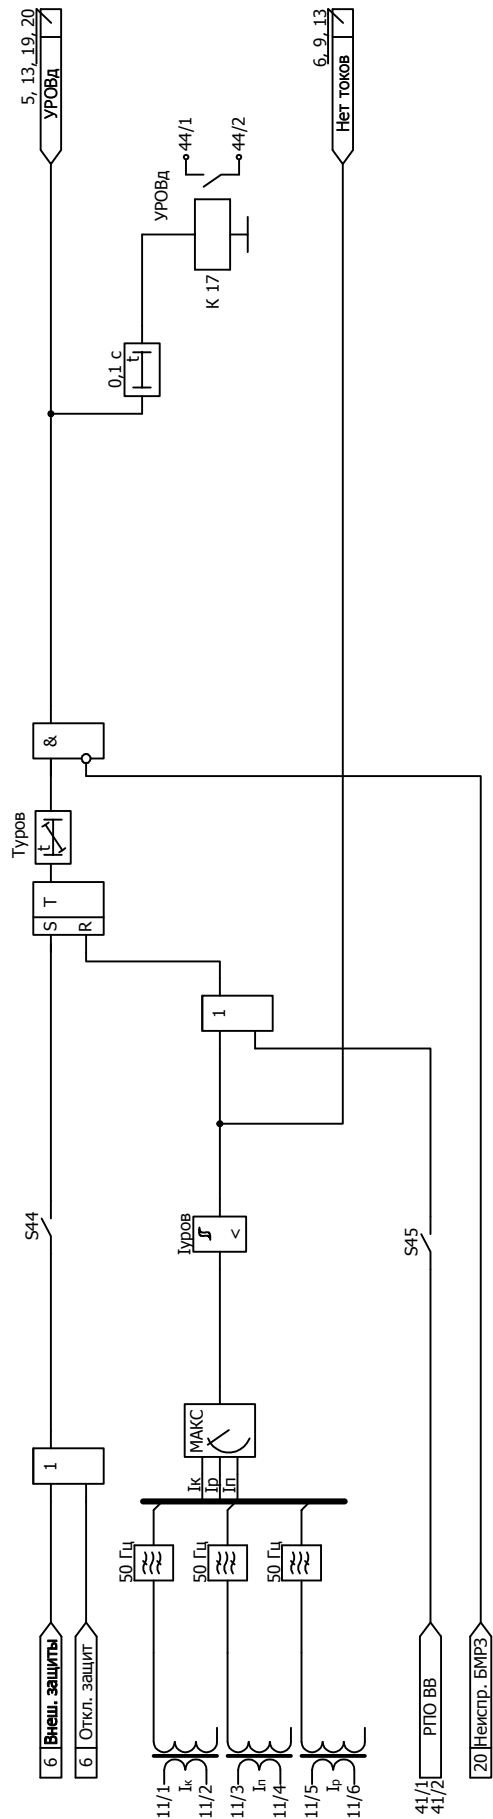 5, 13, 19, 20
УРОВд
6, 9, 13
Нет токов
44/1
44/2
УРОВд
К 17
0,1 с
t
&
Туров
t
S
T
R
1
S44
Iуров
<
S45
1
МАКС
Iк
Iр
Iп
50 Гц
50 Гц
50 Гц
6 Внеш. защиты
6 Откл. защит
11/1
Iк
11/2
11/3
Iп
11/4
11/5
Iр
11/6
41/1
41/2
РПО ВВ
20 Неиспр. БМРЗ